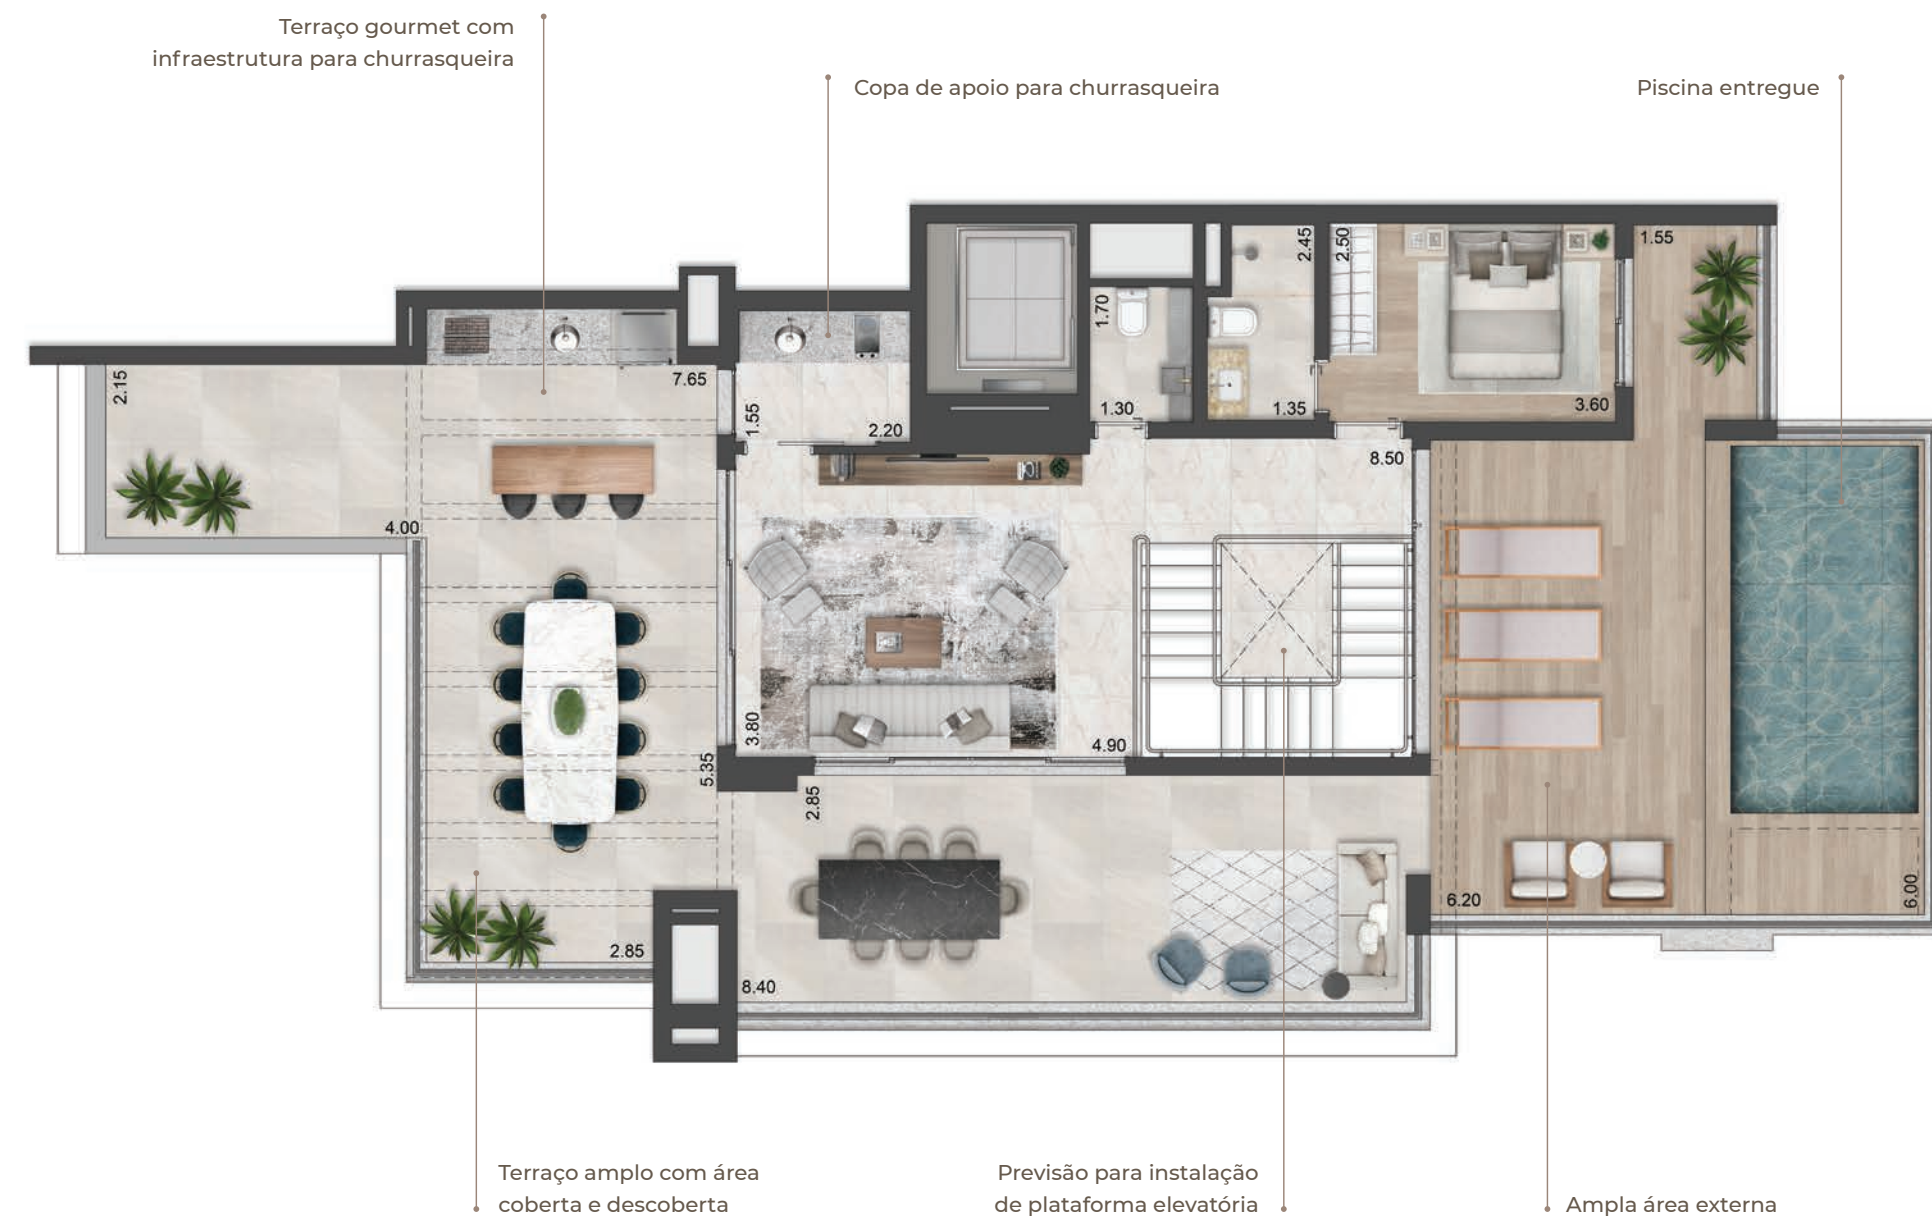 Terraço gourmet com
infraestrutura para churrasqueira
Copa de apoio para churrasqueira
Piscina entregue
2.15
7.65
4.00
1.55
2.20
1.70
1.30
2.45
1.35
2.50
3.60
1.55
8.50
3.80
4.90
5.35
2.85
2.85
8.40
6.20
6.00
Terraço amplo com área
coberta e descoberta
Previsão para instalação
de plataforma elevatória
Ampla área externa